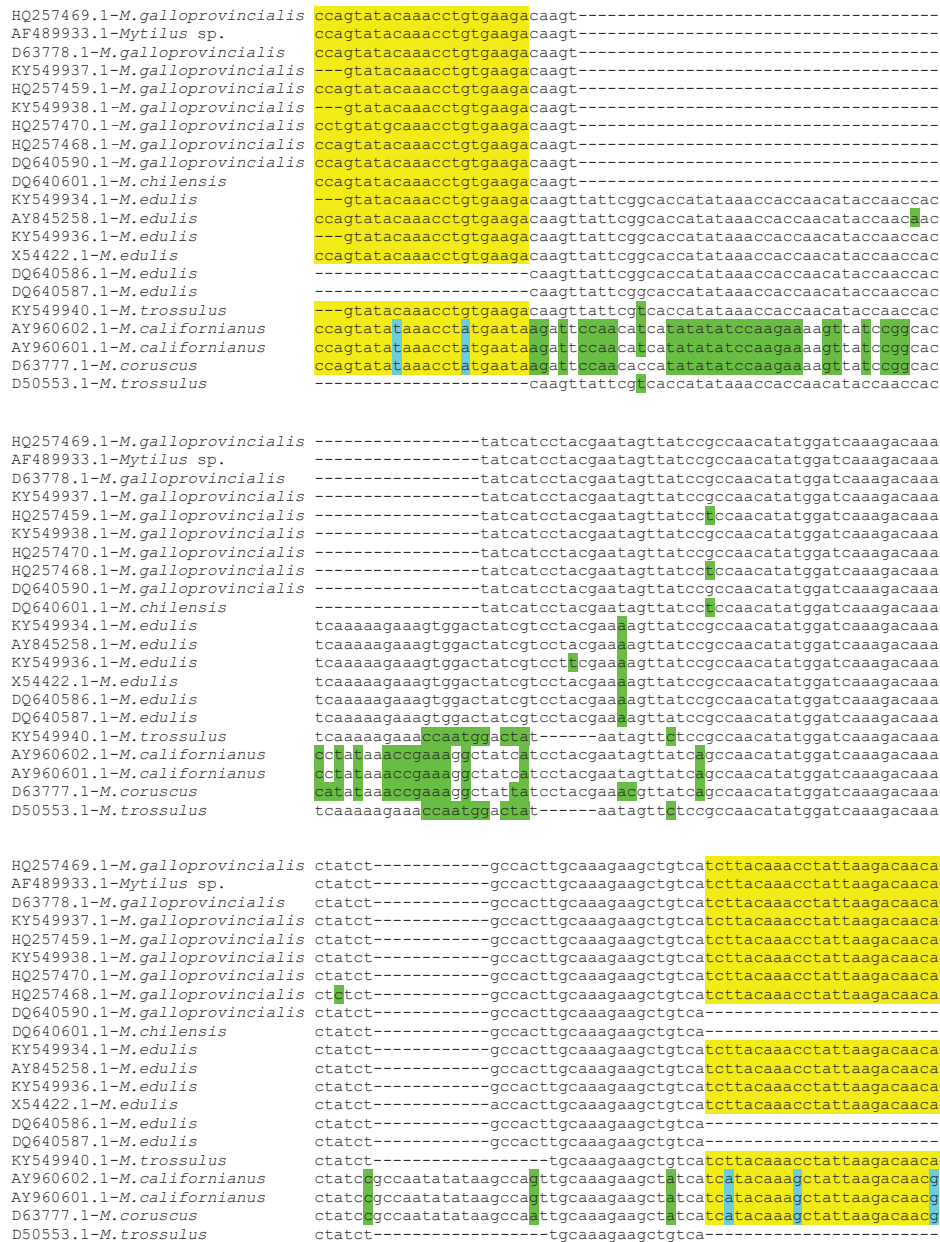 HQ257469.1-M.galloprovincialis ccagtatacaaacctgtgaagacaagt-------------------------------------
AF489933.1-Mytilus sp. ccagtatacaaacctgtgaagacaagt-------------------------------------
D63778.1-M.galloprovincialis ccagtatacaaacctgtgaagacaagt-------------------------------------
KY549937.1-M.galloprovincialis ---gtatacaaacctgtgaagacaagt-------------------------------------
HQ257459.1-M.galloprovincialis ccagtatacaaacctgtgaagacaagt-------------------------------------
KY549938.1-M.galloprovincialis ---gtatacaaacctgtgaagacaagt-------------------------------------
HQ257470.1-M.galloprovincialis cctgtatgcaaacctgtgaagacaagt-------------------------------------
HQ257468.1-M.galloprovincialis ccagtatacaaacctgtgaagacaagt-------------------------------------
DQ640590.1-M.galloprovincialis ccagtatacaaacctgtgaagacaagt-------------------------------------
DQ640601.1-M.chilensis ccagtatacaaacctgtgaagacaagt-------------------------------------
KY549934.1-M.edulis ---gtatacaaacctgtgaagacaagttattcggcaccatataaaccaccaacataccaaccac
AY845258.1-M.edulis ccagtatacaaacctgtgaagacaagttattcggcaccatataaaccaccaacataccaacaac
KY549936.1-M.edulis ---gtatacaaacctgtgaagacaagttattcggcaccatataaaccaccaacataccaaccac
X54422.1-M.edulis ccagtatacaaacctgtgaagacaagttattcggcaccatataaaccaccaacataccaaccac
DQ640586.1-M.edulis ----------------------caagttattcggcaccatataaaccaccaacataccaaccac
DQ640587.1-M.edulis ----------------------caagttattcggcaccatataaaccaccaacataccaaccac
KY549940.1-M.trossulus ---gtatacaaacctgtgaagacaagttattcgtcaccatataaaccaccaacataccaaccac
AY960602.1-M.californianus ccagtatataaacctatgaataagattccaacatcatatatatccaagaaaagttatccggcac
AY960601.1-M.californianus ccagtatataaacctatgaataagattccaacatcatatatatccaagaaaagttatccggcac
D63777.1-M.coruscus ccagtatataaacctatgaataagattccaacaccatatatatccaagaaaagttatccggcac
D50553.1-M.trossulus ----------------------caagttattcgtcaccatataaaccaccaacataccaaccac
HQ257469.1-M.galloprovincialis -----------------tatcatcctacgaatagttatccgccaacatatggatcaaagacaaa
AF489933.1-Mytilus sp. -----------------tatcatcctacgaatagttatccgccaacatatggatcaaagacaaa
D63778.1-M.galloprovincialis -----------------tatcatcctacgaatagttatccgccaacatatggatcaaagacaaa
KY549937.1-M.galloprovincialis -----------------tatcatcctacgaatagttatccgccaacatatggatcaaagacaaa
HQ257459.1-M.galloprovincialis -----------------tatcatcctacgaatagttatcctccaacatatggatcaaagacaaa
KY549938.1-M.galloprovincialis -----------------tatcatcctacgaatagttatccgccaacatatggatcaaagacaaa
HQ257470.1-M.galloprovincialis -----------------tatcatcctacgaatagttatccgccaacatatggatcaaagacaaa
HQ257468.1-M.galloprovincialis -----------------tatcatcctacgaatagttatcctccaacatatggatcaaagacaaa
DQ640590.1-M.galloprovincialis -----------------tatcatcctacgaatagttatccgccaacatatggatcaaagacaaa
DQ640601.1-M.chilensis -----------------tatcatcctacgaatagttatcctccaacatatggatcaaagacaaa
KY549934.1-M.edulis tcaaaaagaaagtggactatcgtcctacgaaaagttatccgccaacatatggatcaaagacaaa
AY845258.1-M.edulis tcaaaaagaaagtggactatcgtcctacgaaaagttatccgccaacatatggatcaaagacaaa
KY549936.1-M.edulis tcaaaaagaaagtggactatcgtccttcgaaaagttatccgccaacatatggatcaaagacaaa
X54422.1-M.edulis tcaaaaagaaagtggactatcgtcctacgaaaagttatccgccaacatatggatcaaagacaaa
DQ640586.1-M.edulis tcaaaaagaaagtggactatcgtcctacgaaaagttatccgccaacatatggatcaaagacaaa
DQ640587.1-M.edulis tcaaaaagaaagtggactatcgtcctacgaaaagttatccgccaacatatggatcaaagacaaa
KY549940.1-M.trossulus tcaaaaagaaaccaatggactat------aatagttctccgccaacatatggatcaaagacaaa
AY960602.1-M.californianus cctataaaccgaaaggctatcatcctacgaatagttatcagccaacatatggatcaaagacaaa
AY960601.1-M.californianus cctataaaccgaaaggctatcatcctacgaatagttatcagccaacatatggatcaaagacaaa
D63777.1-M.coruscus catataaaccgaaaggctattatcctacgaaacgttatcagccaacatatggatcaaagacaaa
D50553.1-M.trossulus tcaaaaagaaaccaatggactat------aatagttctccgccaacatatggatcaaagacaaa
HQ257469.1-M.galloprovincialis ctatct------------gccacttgcaaagaagctgtcatcttacaaacctattaagacaaca
AF489933.1-Mytilus sp. ctatct------------gccacttgcaaagaagctgtcatcttacaaacctattaagacaaca
D63778.1-M.galloprovincialis ctatct------------gccacttgcaaagaagctgtcatcttacaaacctattaagacaaca
KY549937.1-M.galloprovincialis ctatct------------gccacttgcaaagaagctgtcatcttacaaacctattaagacaaca
HQ257459.1-M.galloprovincialis ctatct------------gccacttgcaaagaagctgtcatcttacaaacctattaagacaaca
KY549938.1-M.galloprovincialis ctatct------------gccacttgcaaagaagctgtcatcttacaaacctattaagacaaca
HQ257470.1-M.galloprovincialis ctatct------------gccacttgcaaagaagctgtcatcttacaaacctattaagacaaca
HQ257468.1-M.galloprovincialis ctctct------------gccacttgcaaagaagctgtcatcttacaaacctattaagacaaca
DQ640590.1-M.galloprovincialis ctatct------------gccacttgcaaagaagctgtca------------------------
DQ640601.1-M.chilensis ctatct------------gccacttgcaaagaagctgtca------------------------
KY549934.1-M.edulis ctatct------------gccacttgcaaagaagctgtcatcttacaaacctattaagacaaca
AY845258.1-M.edulis ctatct------------gccacttgcaaagaagctgtcatcttacaaacctattaagacaaca
KY549936.1-M.edulis ctatct------------gccacttgcaaagaagctgtcatcttacaaacctattaagacaaca
X54422.1-M.edulis ctatct------------accacttgcaaagaagctgtcatcttacaaacctattaagacaaca
DQ640586.1-M.edulis ctatct------------gccacttgcaaagaagctgtca------------------------
DQ640587.1-M.edulis ctatct------------gccacttgcaaagaagctgtca------------------------
KY549940.1-M.trossulus ctatct------------------tgcaaagaagctgtcatcttacaaacctattaagacaaca
AY960602.1-M.californianus ctatccgccaatatataagccagttgcaaagaagctatcatcatacaaagctattaagacaacg
AY960601.1-M.californianus ctatccgccaatatataagccagttgcaaagaagctatcatcatacaaagctattaagacaacg
D63777.1-M.coruscus ctatccgccaatatataagccaattgcaaagaagctatcatcatacaaagctattaagacaacg
D50553.1-M.trossulus ctatct------------------tgcaaagaagctgtca------------------------